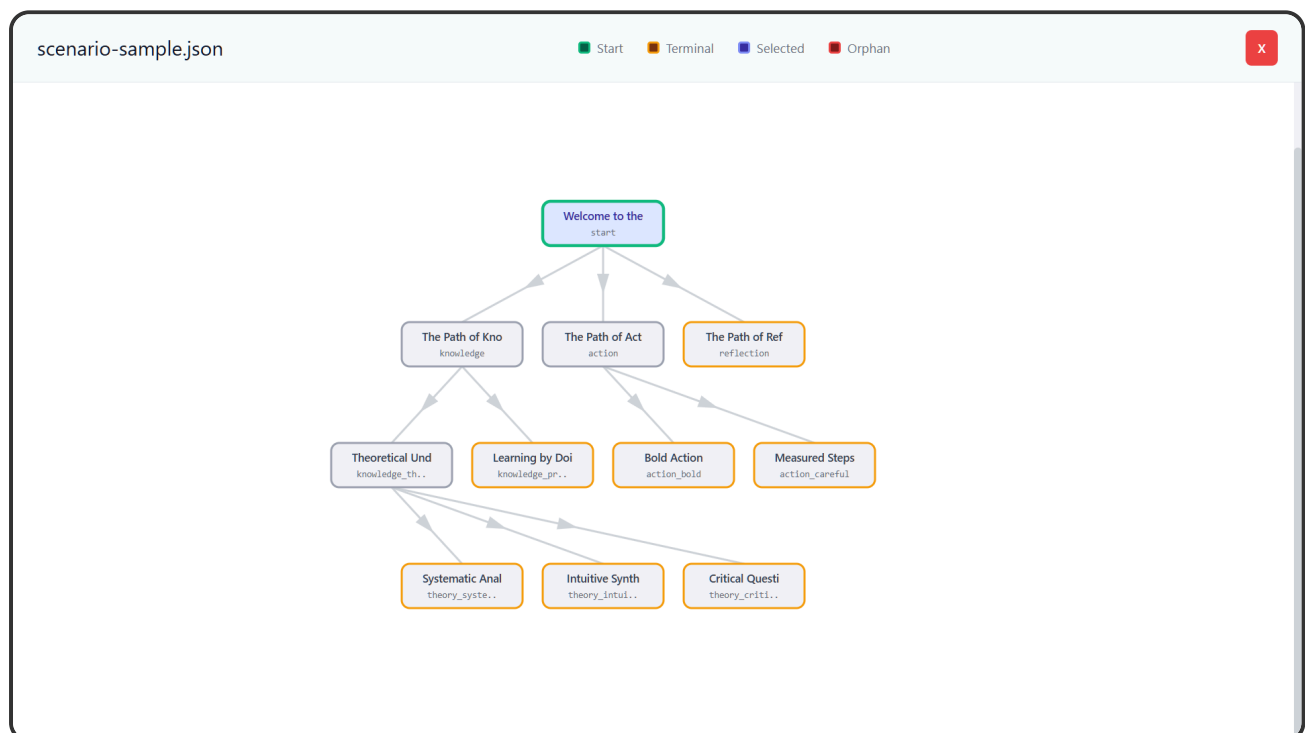 scenario-sample.json
Start
Terminal
Selected
Orphan
X
Welcome to the
start
The Path of Kno
knowledge
The Path of Act
action
The Path of Ref
reflection
Theoretical Und
knowledge_th..
Learning by Doi
knowledge_pr..
Bold Action
action_bold
Measured Steps
action_careful
Systematic Anal
theory_syste..
Intuitive Synth
theory_intui..
Critical Questi
theory_criti..